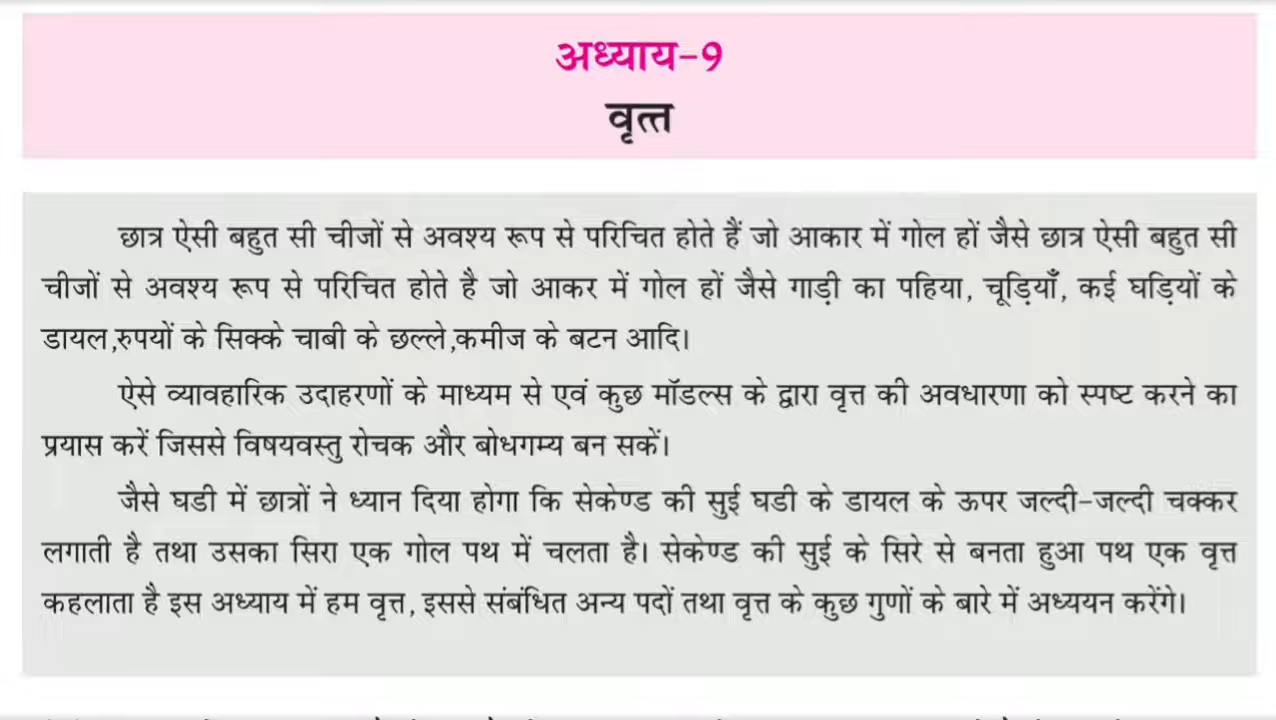 अध्याय-9
वृत्त
छात्र ऐसी बहुत सी चीजों से अवश्य रूप से परिचित होते हैं जो आकार में गोल हों जैसे छात्र ऐसी बहुत सी
चीजों से अवश्य रूप से परिचित होते है जो आकर में गोल हों जैसे गाड़ी का पहिया, चूड़ियाँ, कई घड़ियों के
डायल,रुपयों के सिक्के चाबी के छल्ले,कमीज के बटन आदि।
ऐसे व्यावहारिक उदाहरणों के माध्यम से एवं कुछ मॉडल्स के द्वारा वृत्त की अवधारणा को स्पष्ट करने का
प्रयास करें जिससे विषयवस्तु रोचक और बोधगम्य बन सकें।
जैसे घडी में छात्रों ने ध्यान दिया होगा कि सेकेण्ड की सुई घडी के डायल के ऊपर जल्दी-जल्दी चक्कर
लगाती है तथा उसका सिरा एक गोल पथ में चलता है। सेकेण्ड की सुई के सिरे से बनता हुआ पथ एक वृत्त
कहलाता है इस अध्याय में हम वृत्त, इससे संबंधित अन्य पदों तथा वृत्त के कुछ गुणों के बारे में अध्ययन करेंगे।